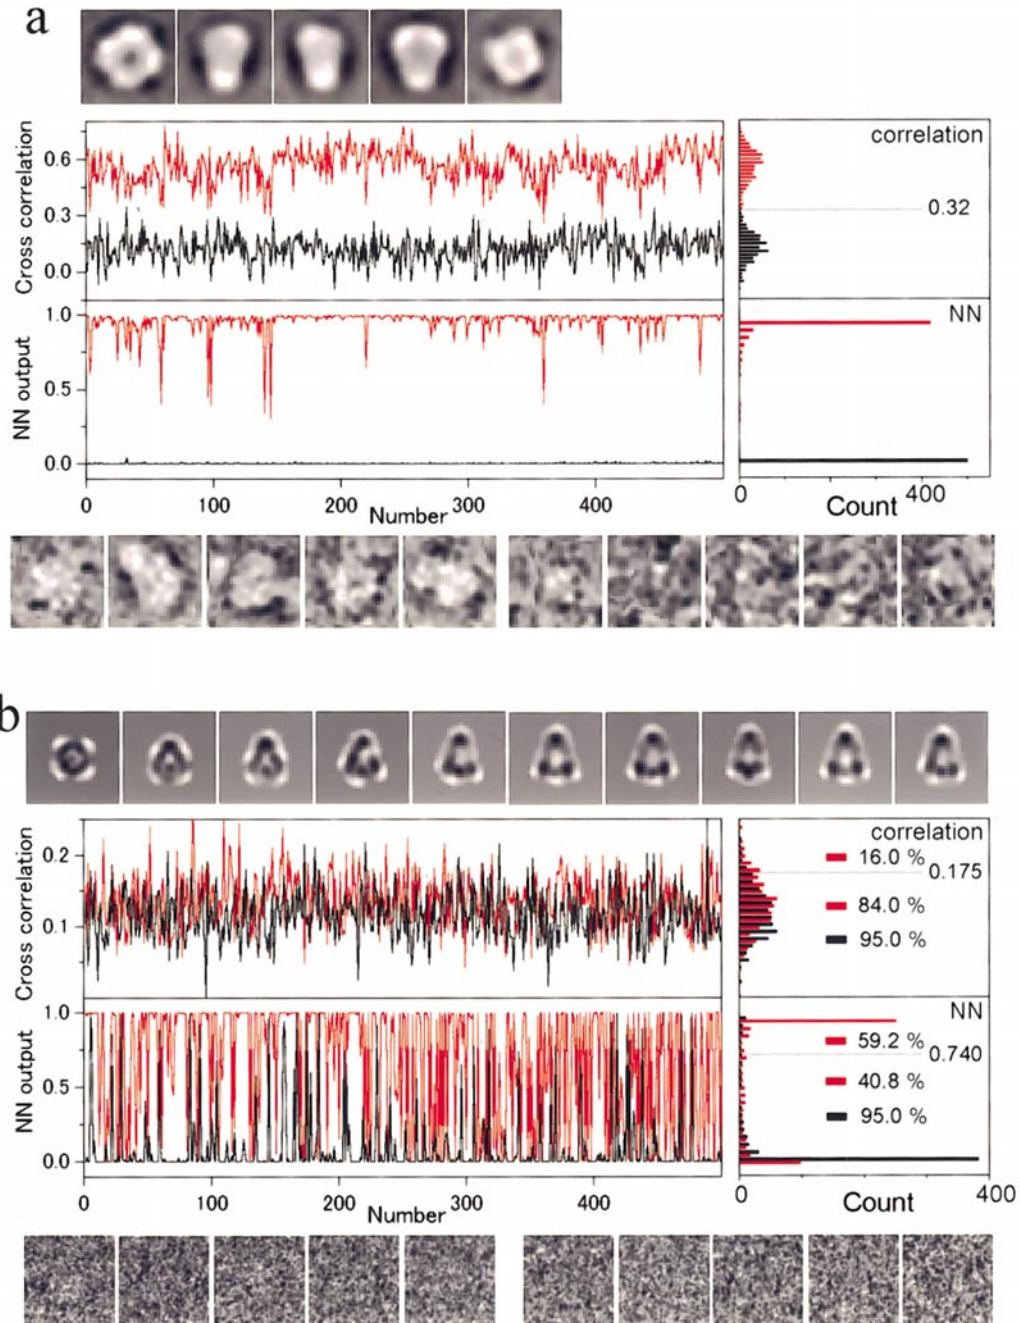 a
Cross correlation
0.6
0.3
0.0
correlation
0.32
NN output
1.0
0.5
0.0
NN
0 100 200 300 400
Number
0 400
Count
b
Cross correlation
0.2
0.1
correlation
16.0 %
0.175
84.0 %
95.0 %
NN output
1.0
0.5
0.0
NN
59.2 %
0.740
40.8 %
95.0 %
0 100 200 300 400
Number
0 400
Count